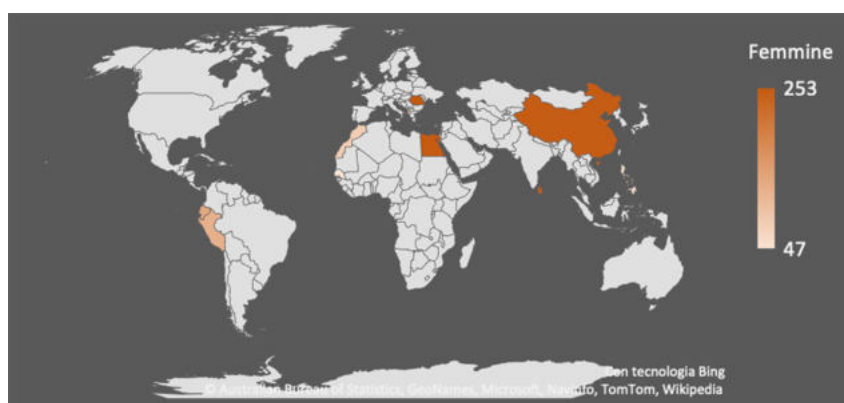 Femmine
253
47
Con tecnologia Bing
© Australian Bureau of Statistics, GeoNames, Microsoft, Navinfo, TomTom, Wikipedia